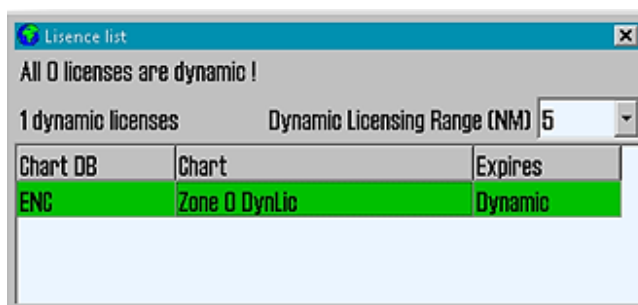 Lisence list
All 0 licenses are dynamic !
1 dynamic licenses Dynamic Licensing Range (NM) 5
Chart DB Chart Expires
ENC Zone 0 DynLic Dynamic